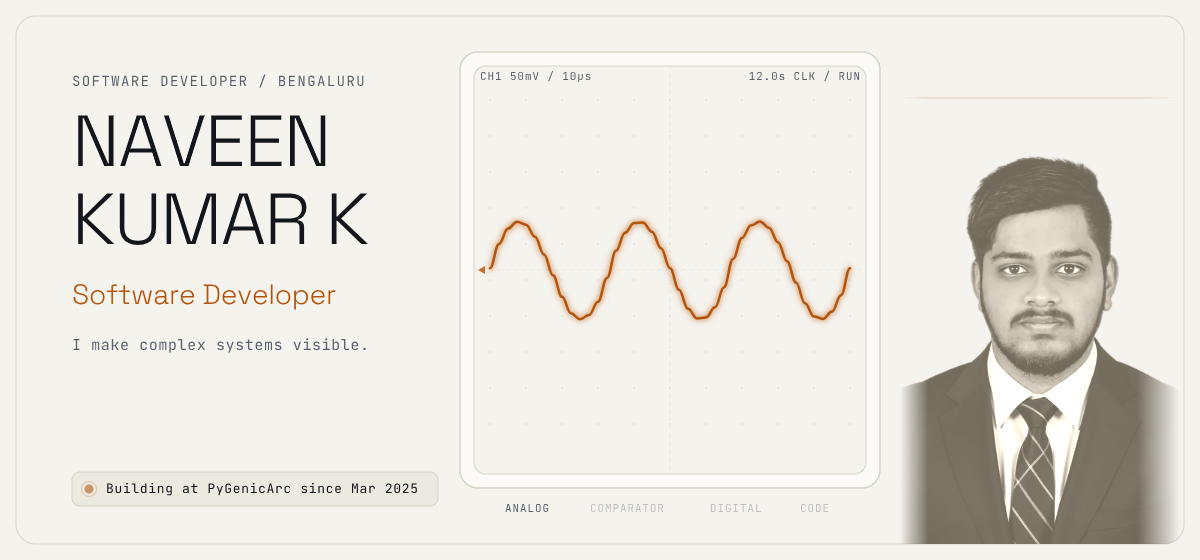 SOFTWARE DEVELOPER / BENGALURU
NAVEEN
KUMAR K
Software Developer
I make complex systems visible.
Building at PyGenicArc since Mar 2025
CH1 50mV / 10µs
12.0s CLK / RUN
ANALOG
COMPARATOR
DIGITAL
CODE